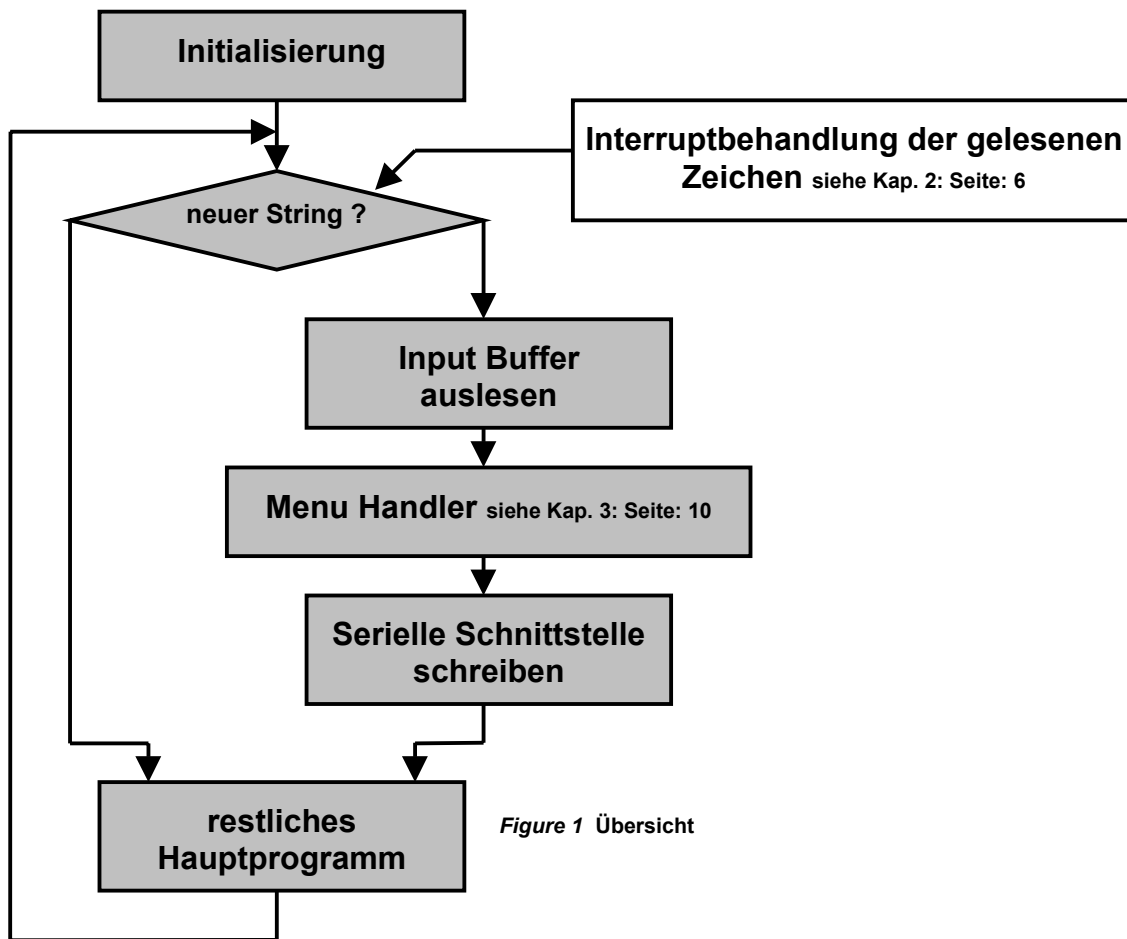 Initialisierung
Interruptbehandlung der gelesenen
Zeichen siehe Kap. 2: Seite: 6
neuer String ?
Input Buffer
auslesen
Menu Handler siehe Kap. 3: Seite: 10
Serielle Schnittstelle
schreiben
restliches
Hauptprogramm
Figure 1 Übersicht